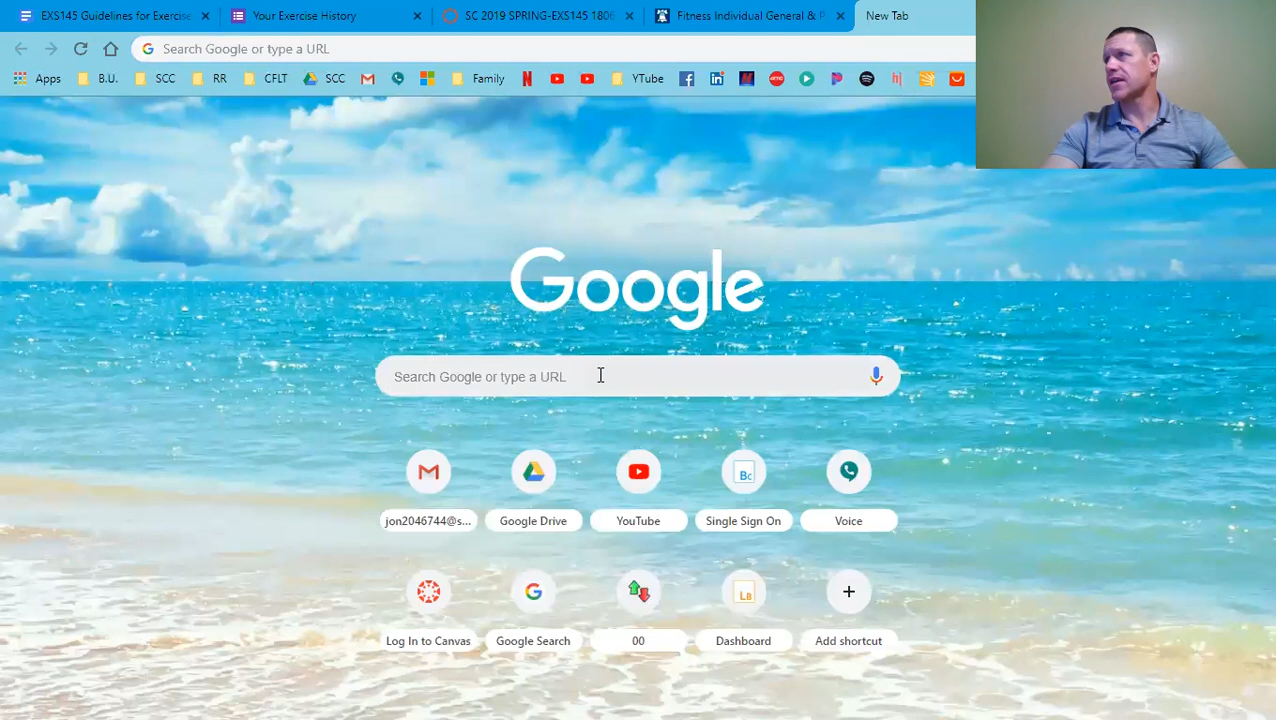 EXS145 Guidelines for Exercise
Your Exercise History
SC 2019 SPRING-EXS145 1806
Fitness Individual General & P
New Tab
Search Google or type a URL
Apps B.U. SCC RR CFLT SCC Family YTube
Google
Search Google or type a URL
jon2046744@s... Google Drive YouTube Single Sign On Voice
Log In to Canvas Google Search 00 Dashboard Add shortcut